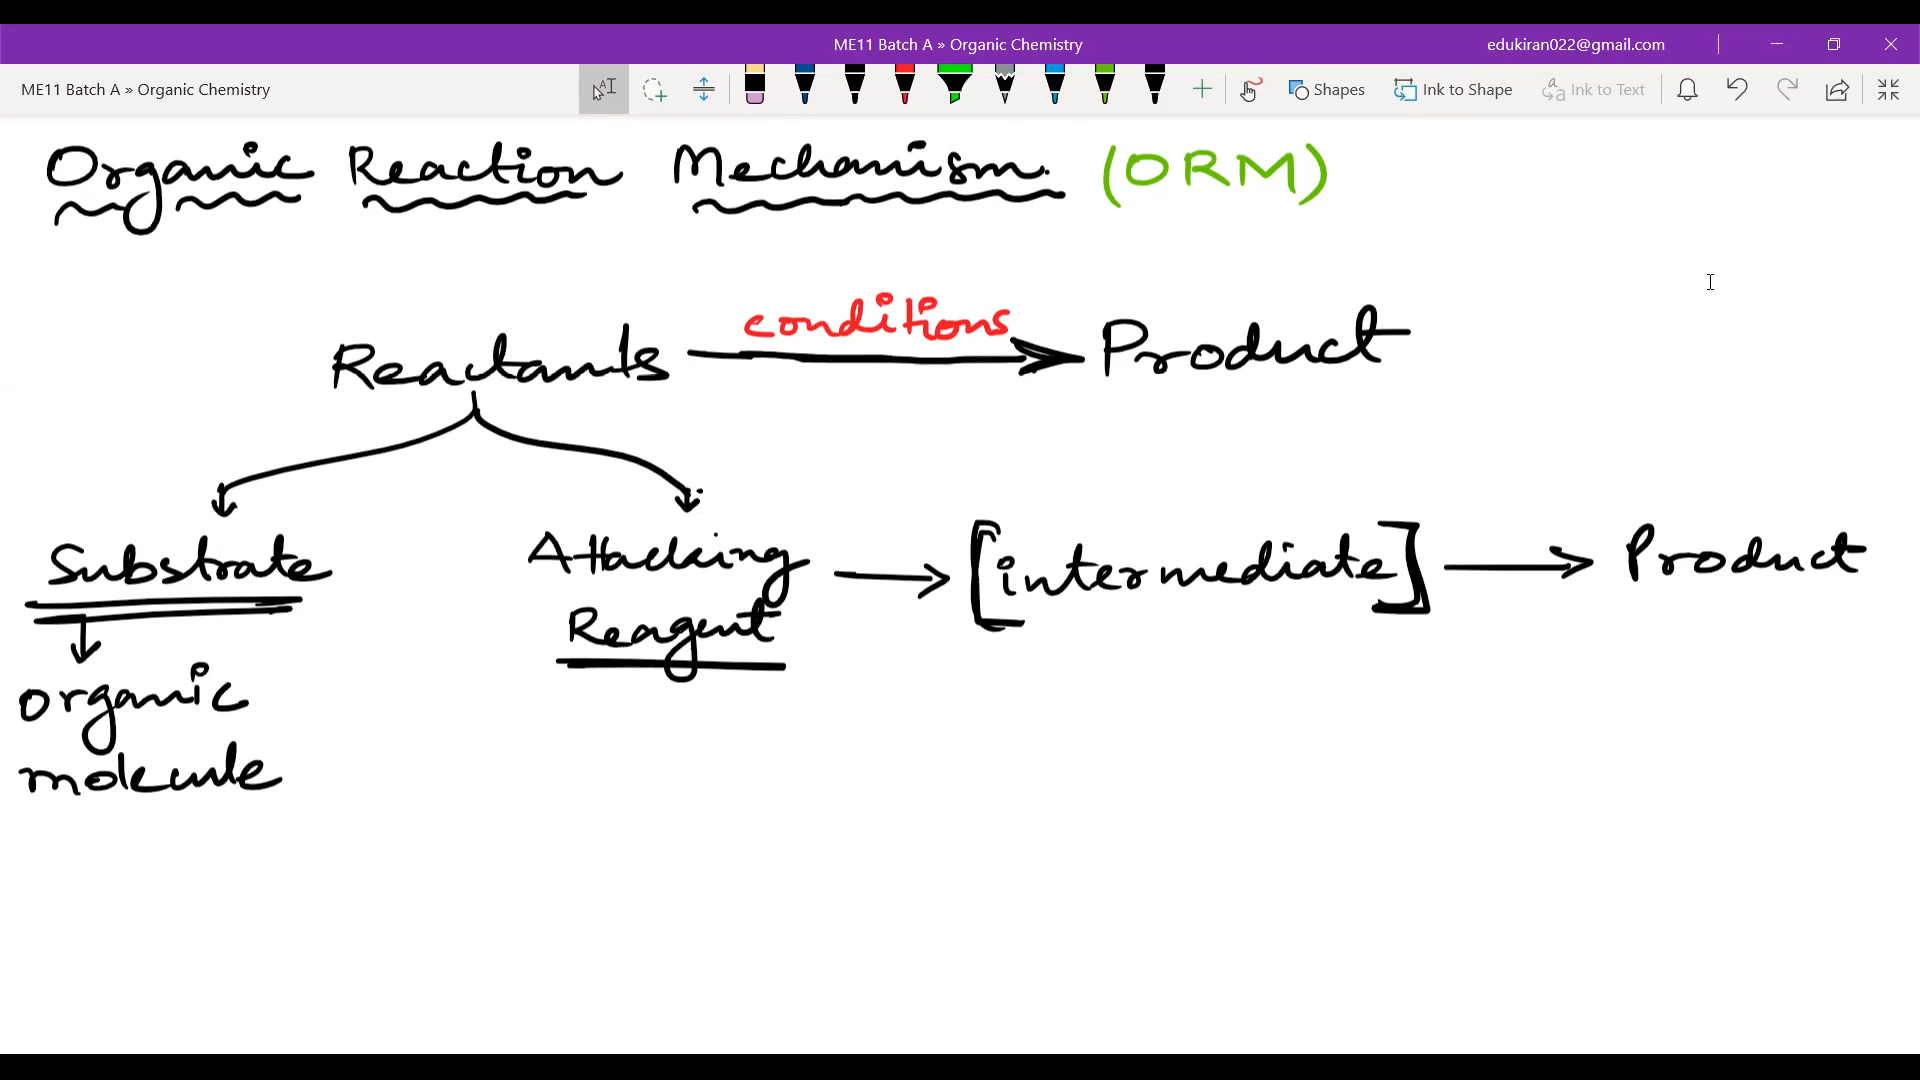 ME11 Batch A » Organic Chemistry
edukiran022@gmail.com
ME11 Batch A » Organic Chemistry
Shapes
Ink to Shape
Ink to Text
Organic Reaction Mechanism. (ORM)
conditions
Reactants Product
Substrate Attacking [intermediate] Product
Reagent
organic
molecule